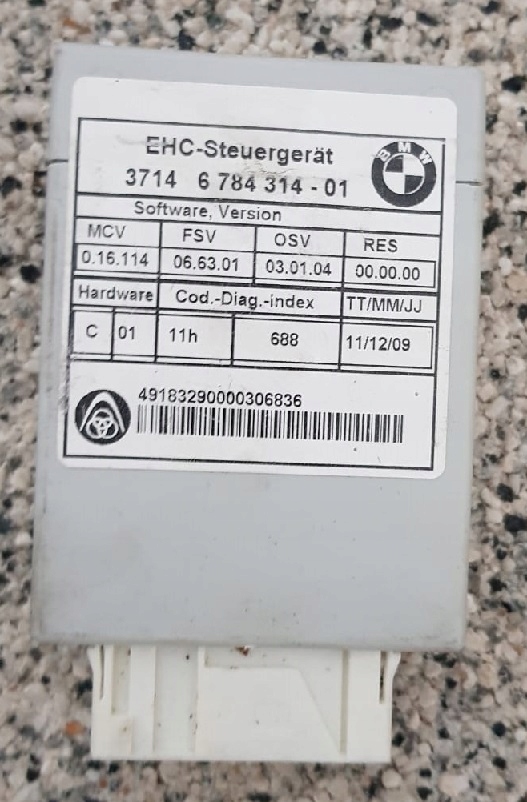 EHC-Steuergerät
3714 6 784 314 - 01
BMW
Software, Version
MCV FSV OSV RES
0.16.114 06.63.01 03.01.04 00.00.00
Hardware Cod.-Diag.-index TT/MM/JJ
C 01 11h 688 11/12/09
49183290000306836